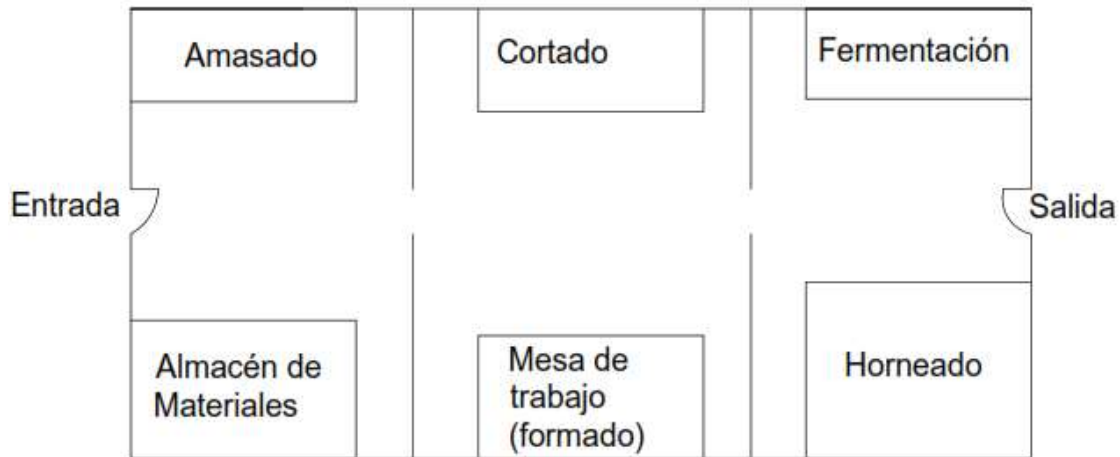 Amasado
Cortado
Fermentación
Entrada
Salida
Almacén de
Materiales
Mesa de
trabajo
(formado)
Horneado